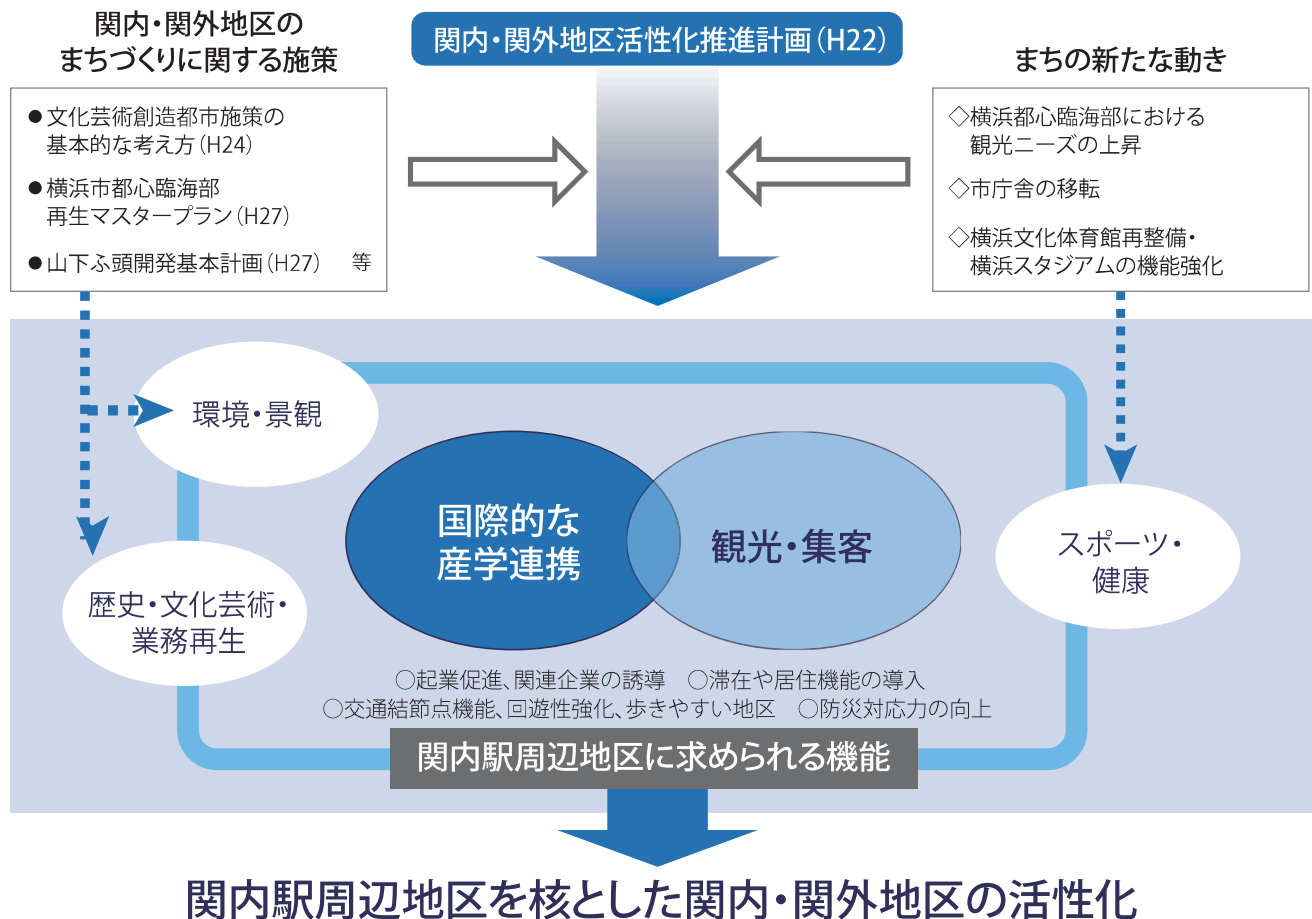 関内・関外地区の
まちづくりに関する施策
●文化芸術創造都市施策の
基本的な考え方(H24)
●横浜市都心臨海部
再生マスタープラン(H27)
●山下ふ頭開発基本計画(H27) 等
関内・関外地区活性化推進計画(H22)
まちの新たな動き
◇横浜都心臨海部における
観光ニーズの上昇
◇市庁舎の移転
◇横浜文化体育館再整備・
横浜スタジアムの機能強化
環境・景観
歴史・文化芸術・
業務再生
国際的な
産学連携
観光・集客
スポーツ・
健康
○起業促進、関連企業の誘導 ○滞在や居住機能の導入
○交通結節点機能、回遊性強化、歩きやすい地区 ○防災対応力の向上
関内駅周辺地区に求められる機能
関内駅周辺地区を核とした関内・関外地区の活性化